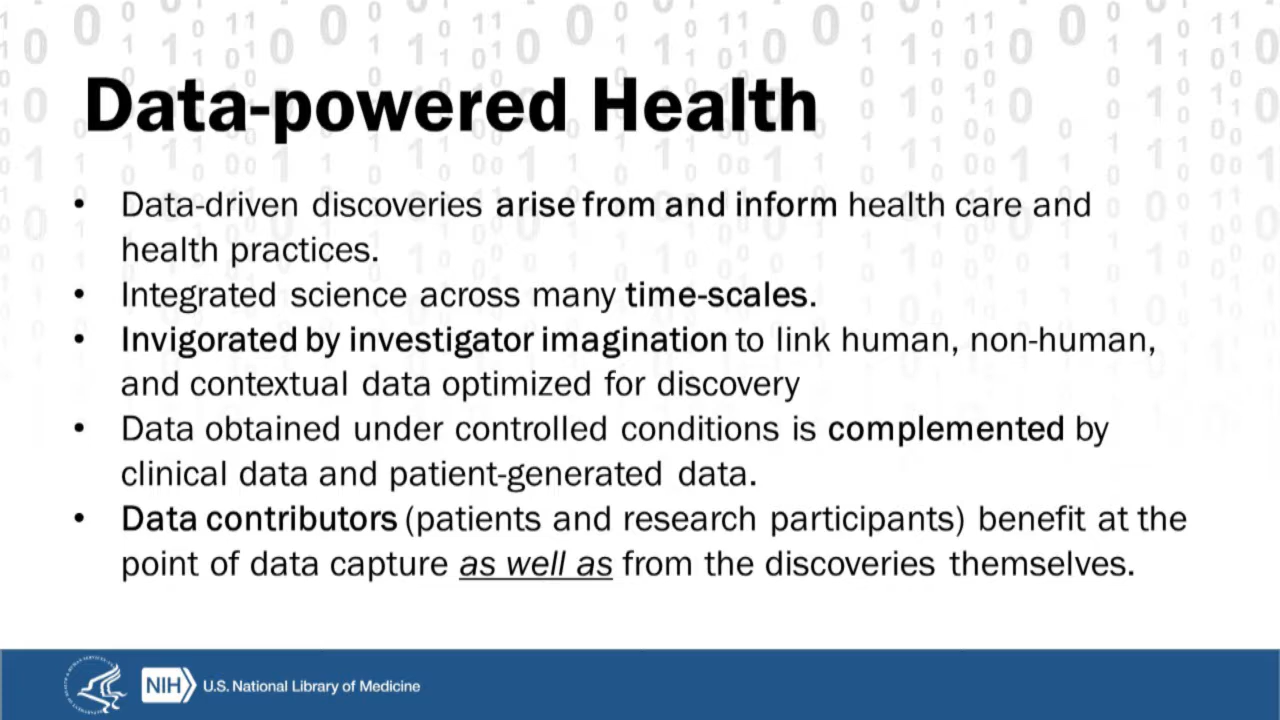 Data-powered Health
• Data-driven discoveries arise from and inform health care and
health practices.
• Integrated science across many time-scales.
• Invigorated by investigator imagination to link human, non-human,
and contextual data optimized for discovery
• Data obtained under controlled conditions is complemented by
clinical data and patient-generated data.
• Data contributors (patients and research participants) benefit at the
point of data capture as well as from the discoveries themselves.
NIH U.S. National Library of Medicine